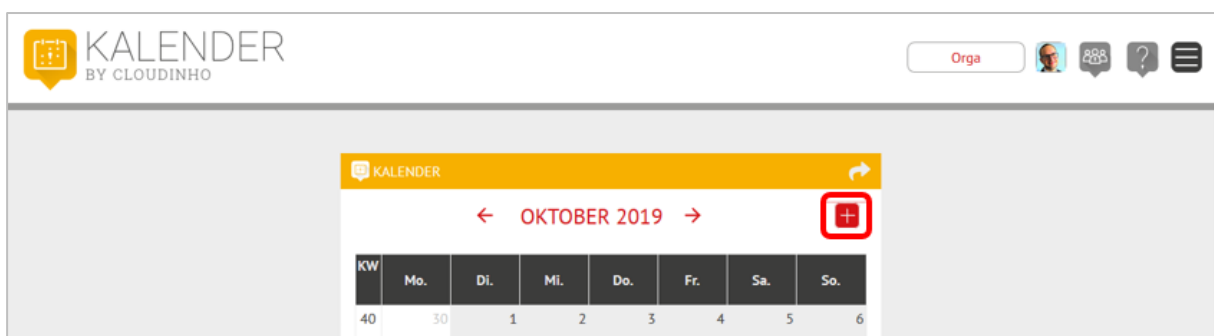 KALENDER
BY CLOUDINHO
Orga
KALENDER
OKTOBER 2019
KW Mo. Di. Mi. Do. Fr. Sa. So.
40 30 1 2 3 4 5 6